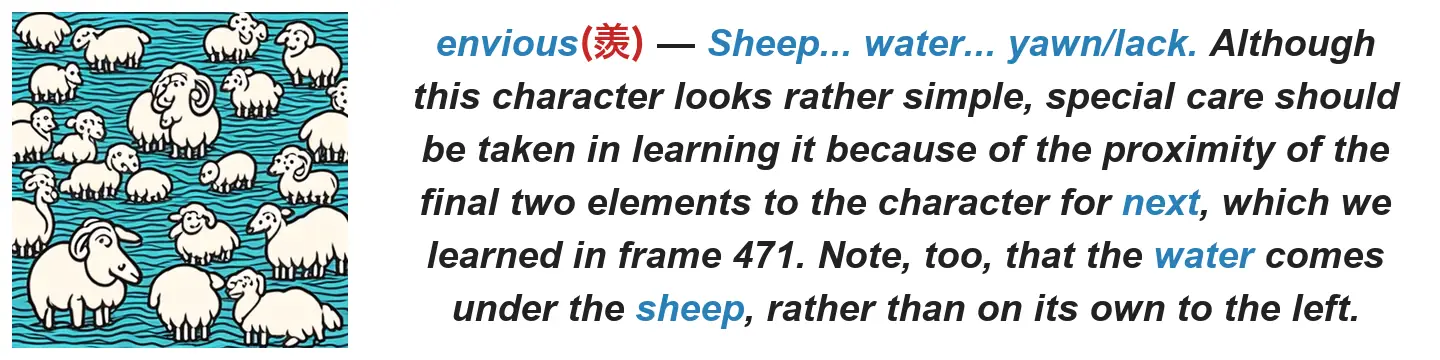 envious(羨) — Sheep... water... yawn/lack. Although
this character looks rather simple, special care should
be taken in learning it because of the proximity of the
final two elements to the character for next, which we
learned in frame 471. Note, too, that the water comes
under the sheep, rather than on its own to the left.